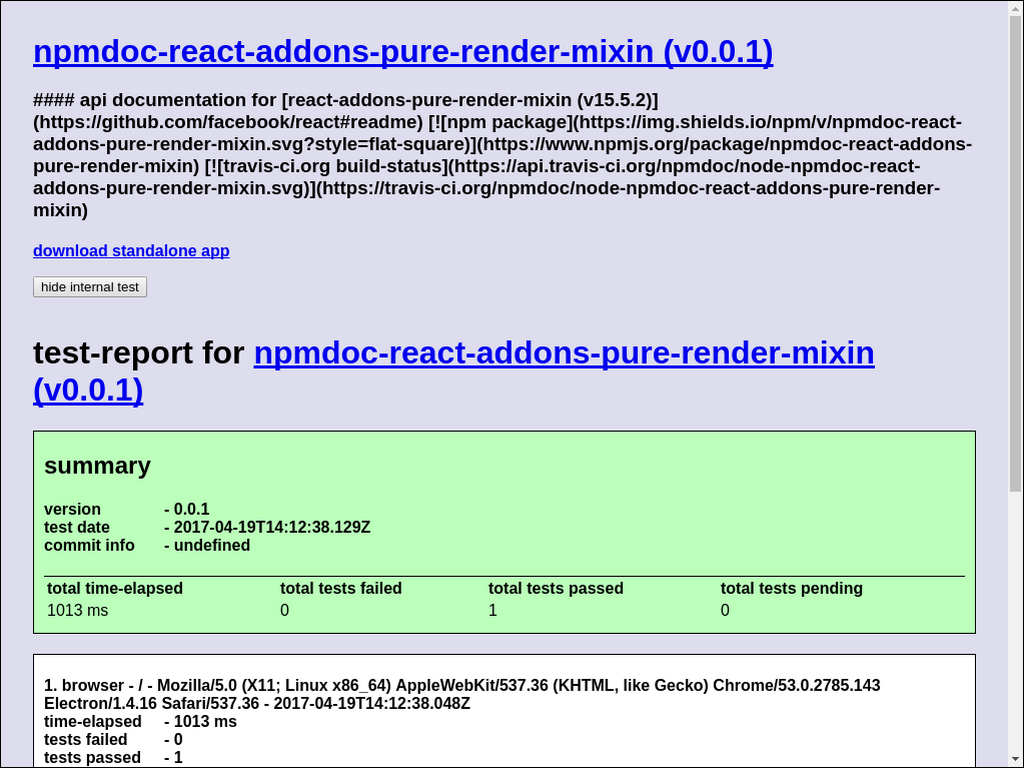 npmdoc-react-addons-pure-render-mixin (v0.0.1)
#### api documentation for [react-addons-pure-render-mixin (v15.5.2)]
(https://github.com/facebook/react#readme) [![npm package](https://img.shields.io/npm/v/npmdoc-react-
addons-pure-render-mixin.svg?style=flat-square)](https://www.npmjs.org/package/npmdoc-react-addons-
pure-render-mixin) [![travis-ci.org build-status](https://api.travis-ci.org/npmdoc/node-npmdoc-react-
addons-pure-render-mixin.svg)](https://travis-ci.org/npmdoc/node-npmdoc-react-addons-pure-render-
mixin)
download standalone app
hide internal test
test-report for npmdoc-react-addons-pure-render-mixin
(v0.0.1)
summary
version - 0.0.1
test date - 2017-04-19T14:12:38.129Z
commit info - undefined
total time-elapsed total tests failed total tests passed total tests pending
1013 ms 0 1 0
1. browser - / - Mozilla/5.0 (X11; Linux x86_64) AppleWebKit/537.36 (KHTML, like Gecko) Chrome/53.0.2785.143
Electron/1.4.16 Safari/537.36 - 2017-04-19T14:12:38.048Z
time-elapsed - 1013 ms
tests failed - 0
tests passed - 1